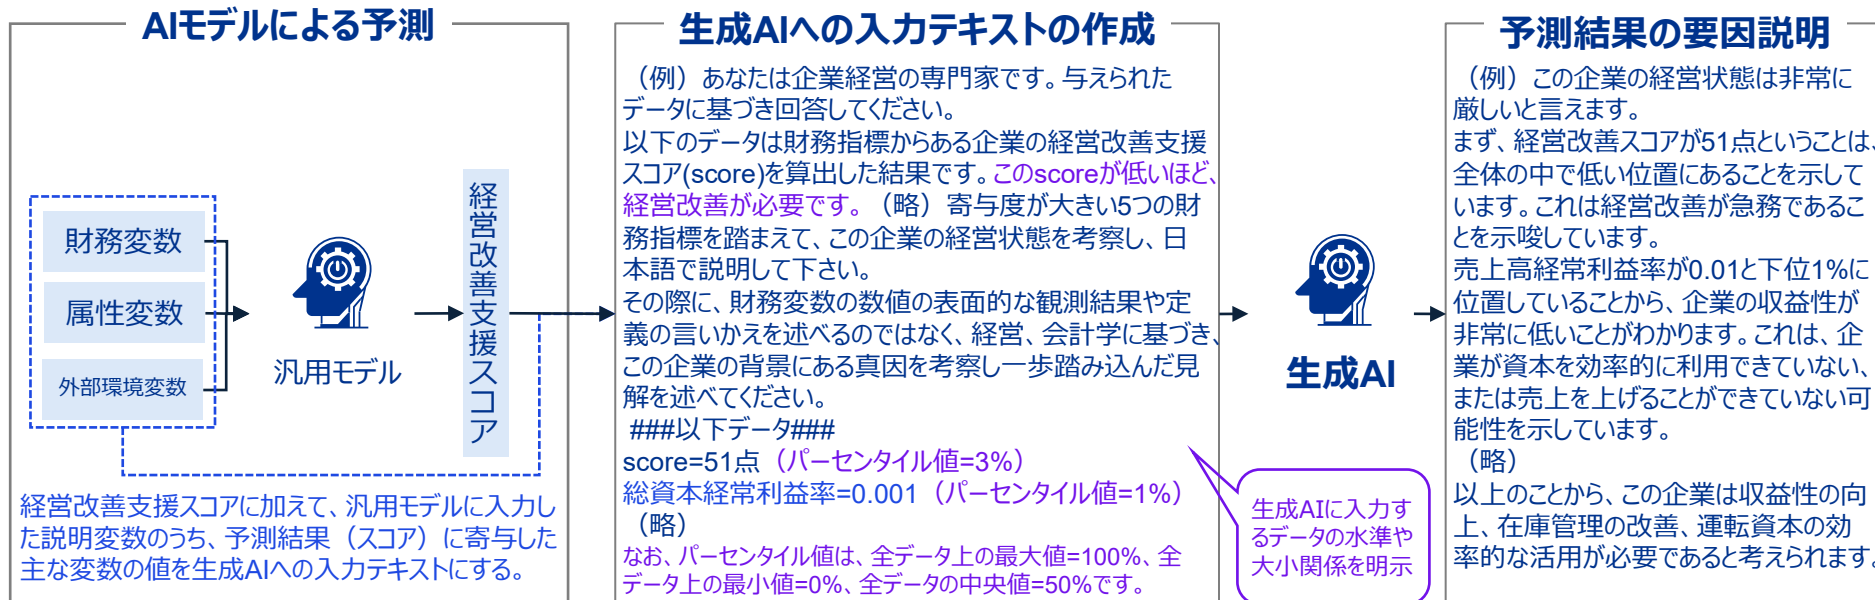 AIモデルによる予測
財務変数
属性変数
外部環境変数
汎用モデル
経営改善支援スコア
経営改善支援スコアに加えて、汎用モデルに入力し
た説明変数のうち、予測結果（スコア）に寄与した
主な変数の値を生成AIへの入力テキストにする。
生成AIへの入力テキストの作成
（例）あなたは企業経営の専門家です。与えられた
データに基づき回答してください。
以下のデータは財務指標からある企業の経営改善支援
スコア(score)を算出した結果です。このscoreが低いほど、
経営改善が必要です。（略）寄与度が大きい5つの財
務指標を踏まえて、この企業の経営状態を考察し、日
本語で説明して下さい。
その際に、財務変数の数値の表面的な観測結果や定
義の言いかえを述べるのではなく、経営、会計学に基づき、
この企業の背景にある真因を考察し一歩踏み込んだ見
解を述べてください。
###以下データ###
score=51点（パーセンタイル値=3%）
総資本経常利益率=0.001（パーセンタイル値=1%）
（略）
なお、パーセンタイル値は、全データ上の最大値=100%、全
データ上の最小値=0%、全データの中央値=50%です。
生成AIに入力す
るデータの水準や
大小関係を明示
生成AI
予測結果の要因説明
（例）この企業の経営状態は非常に
厳しいと言えます。
まず、経営改善スコアが51点ということは、
全体の中で低い位置にあることを示して
います。これは経営改善が急務であるこ
とを示唆しています。
売上高経常利益率が0.01と下位1%に
位置していることから、企業の収益性が
非常に低いことがわかります。これは、企
業が資本を効率的に利用できていない、
または売上を上げることができていない可
能性を示しています。
（略）
以上のことから、この企業は収益性の向
上、在庫管理の改善、運転資本の効
率的な活用が必要であると考えられます。